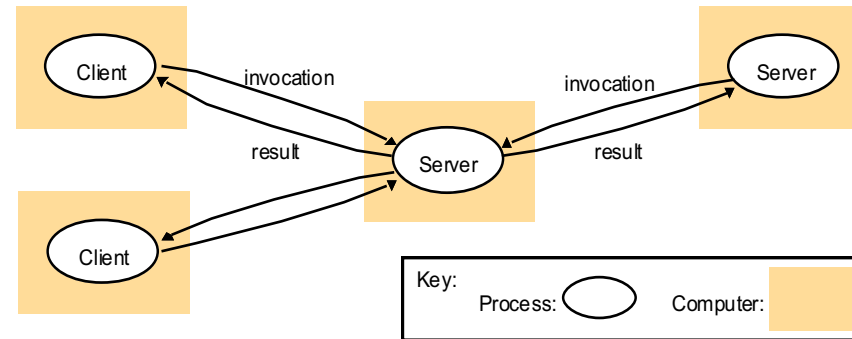 Client
invocation
result
Server
invocation
result
Server
Client
Key:
Process:
Computer: